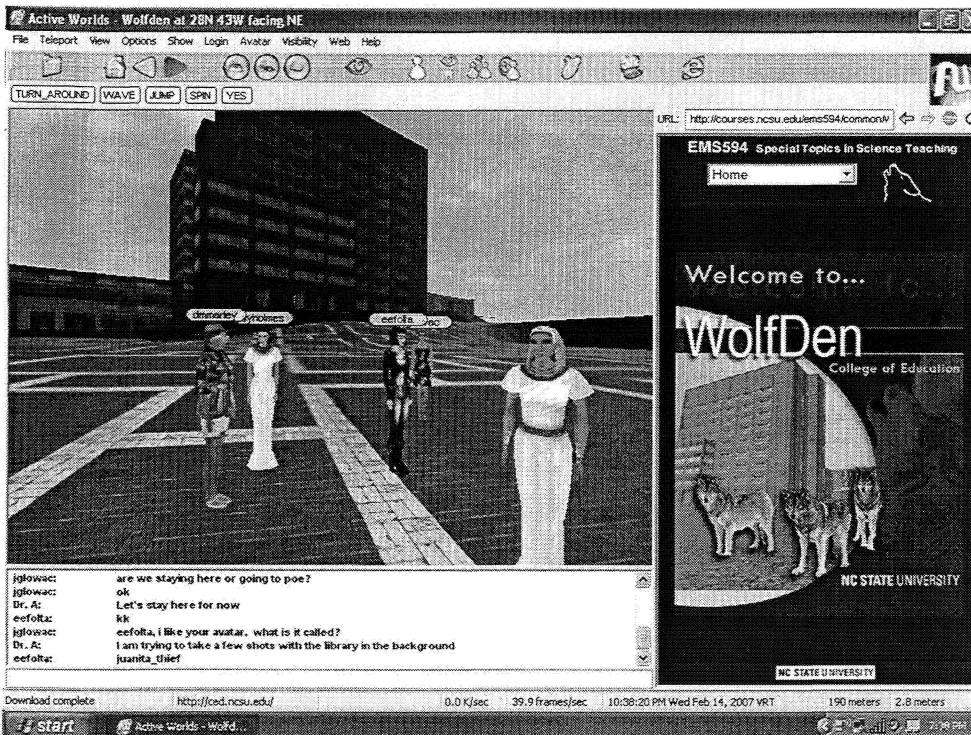 Active Worlds - Wolfden at 28N 43W facing NE
File Teleport View Options Show Login Avatar Visibility Web Help
TURN_AROUND WAVE JUMP SPIN YES
URL: http://courses.ncsu.edu/ems594/common/
EMS594 Special Topics in Science Teaching
Home
Welcome to...
WolfDen
College of Education
NC STATE UNIVERSITY
NC STATE UNIVERSITY
dmmorley yholmes eefolta
jglowac: are we staying here or going to poe?
jglowac: ok
Dr. A: Let's stay here for now
eefolta: kk
jglowac: eefolta, i like your avatar. what is it called?
Dr. A: I am trying to take a few shots with the library in the background
eefolta: juanita_thief
Download complete http://ced.ncsu.edu/ 0.0 K/sec 39.9 frames/sec 10:38:20 PM Wed Feb 14, 2007 VRT 190 meters 2.8 meters
start Active Worlds - Wolfd... 7:38 PM